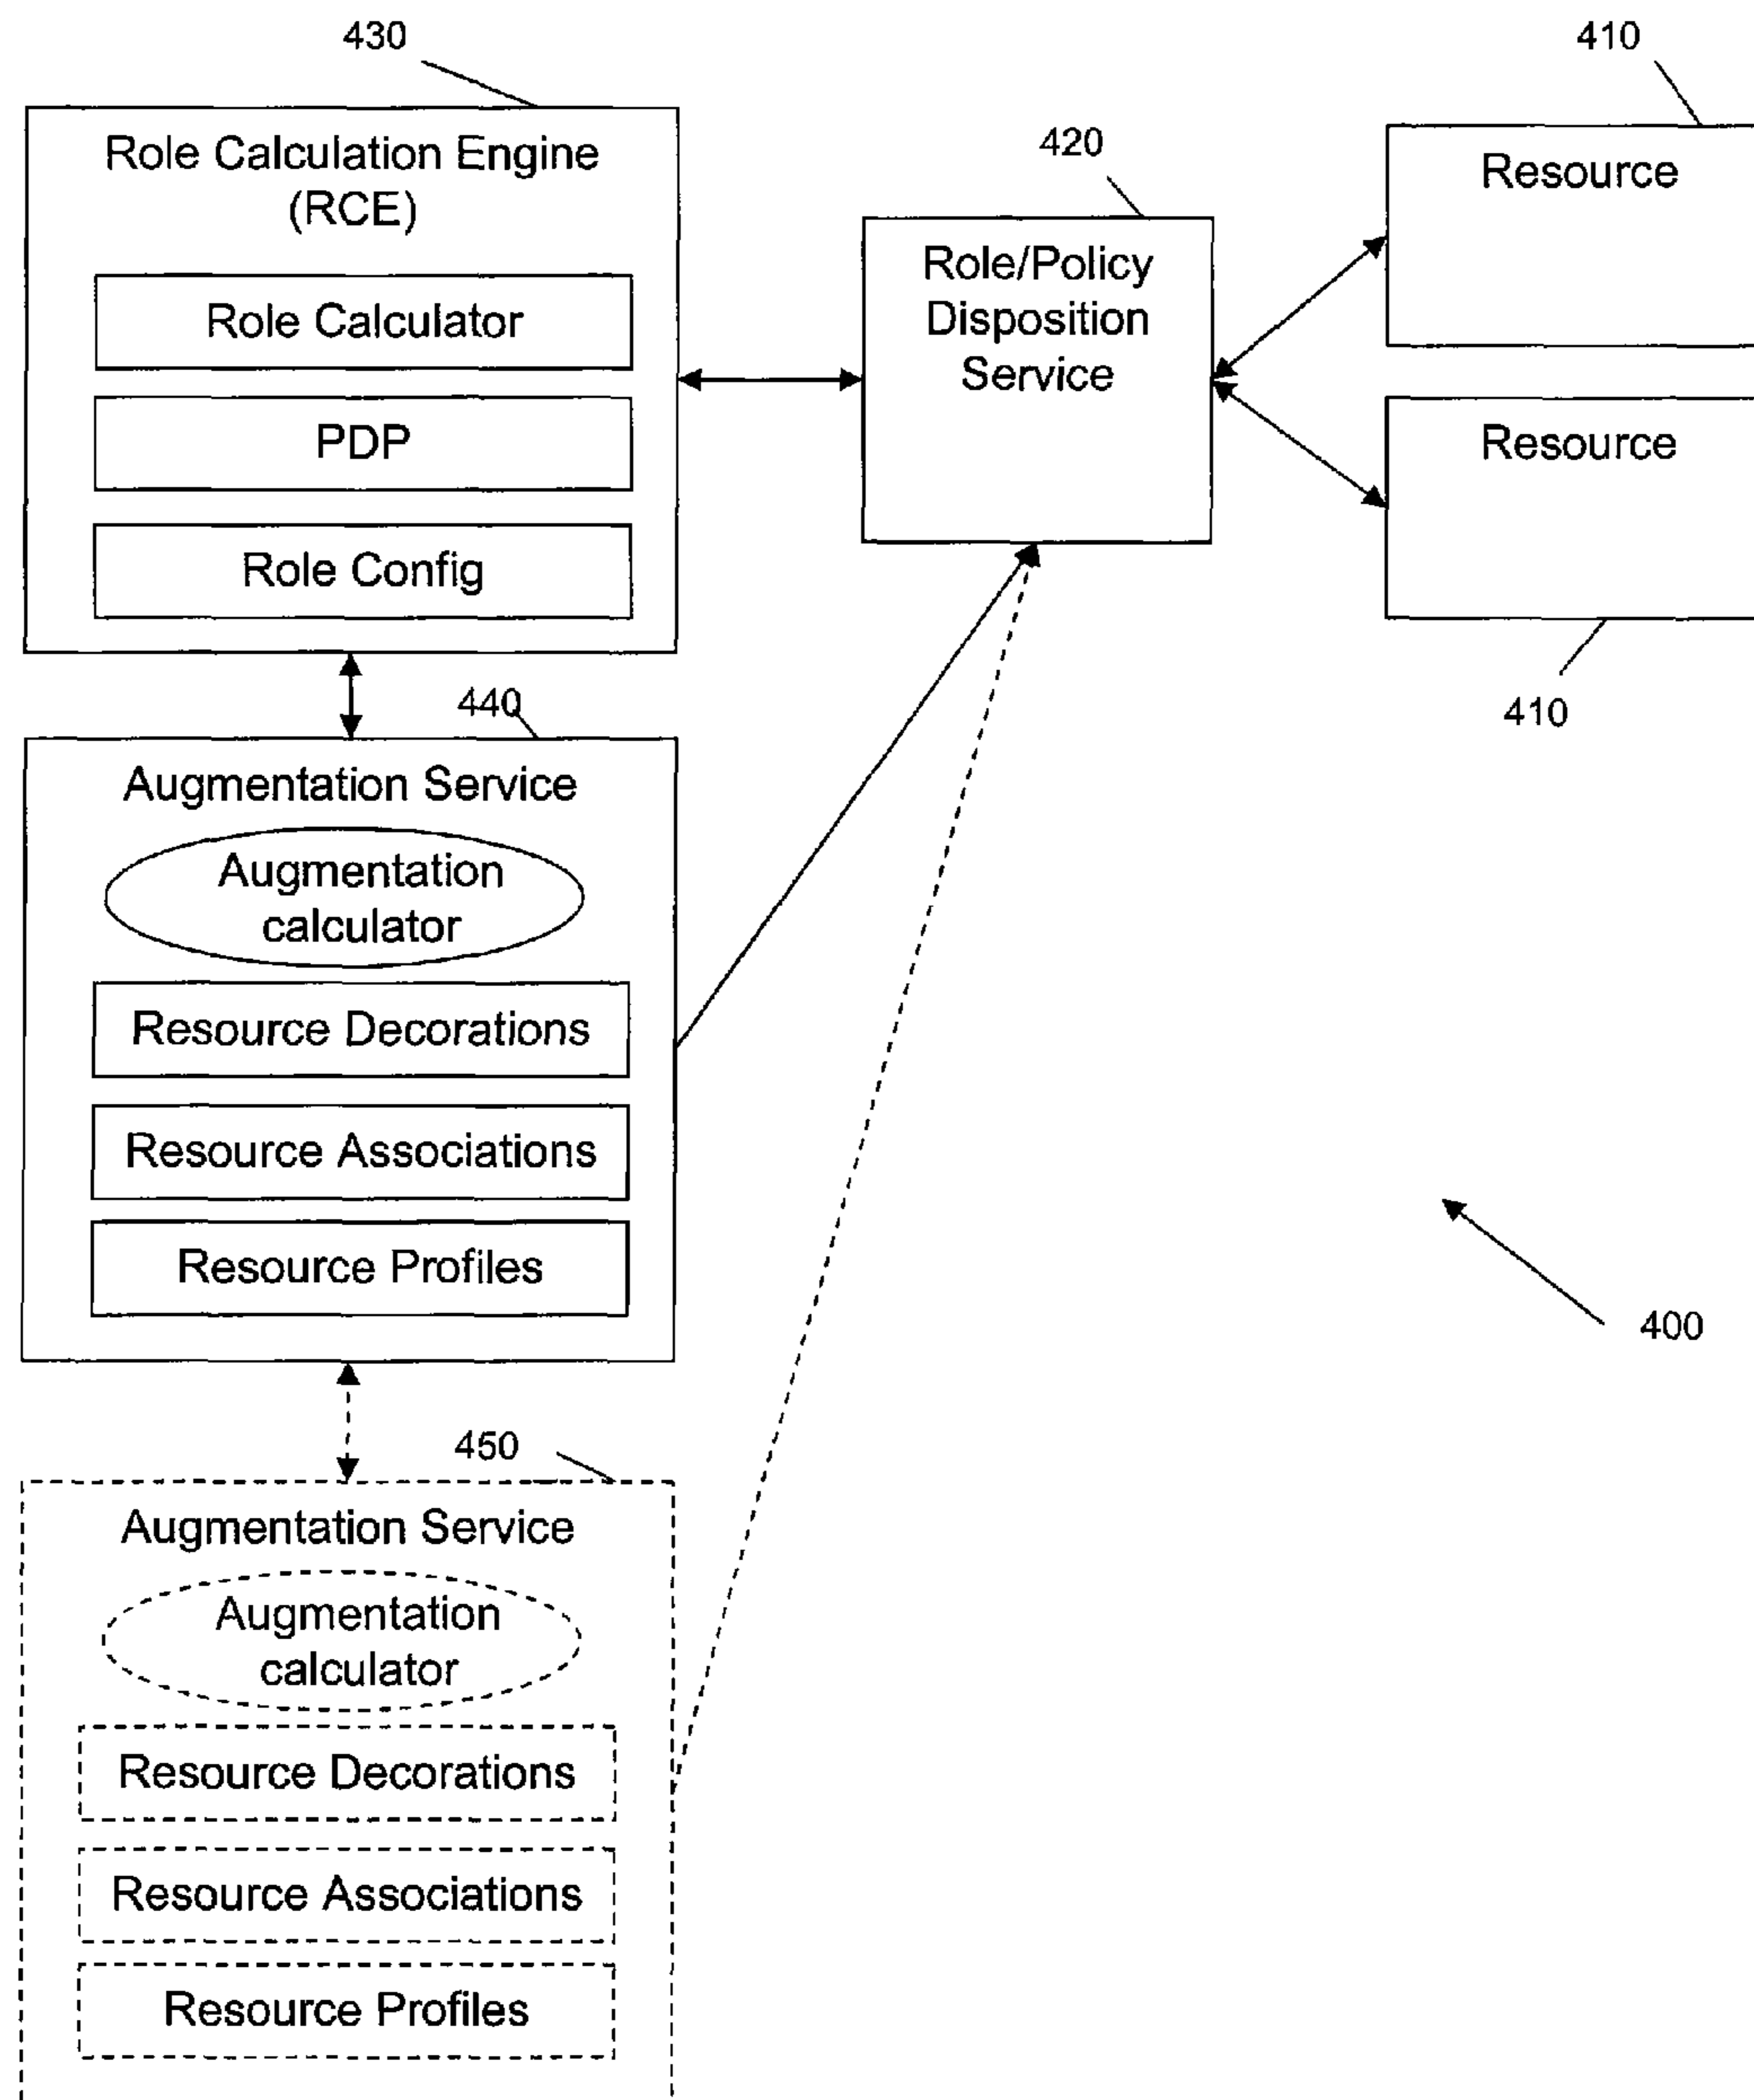 430
410
Role Calculation Engine
(RCE)
Role Calculator
PDP
Role Config
420
Role/Policy
Disposition
Service
Resource
Resource
410
440
Augmentation Service
Augmentation
calculator
Resource Decorations
Resource Associations
Resource Profiles
400
450
Augmentation Service
Augmentation
calculator
Resource Decorations
Resource Associations
Resource Profiles